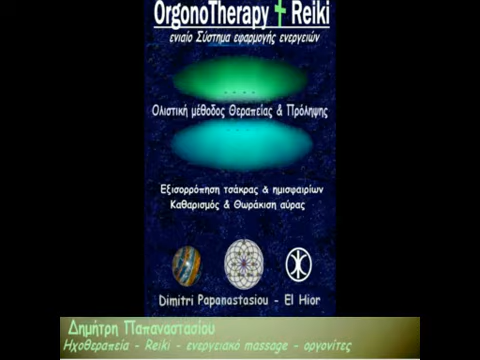 OrgonoTherapy + Reiki
ενιαίο Σύστημα εφαρμογής ενεργειών
Ολιστική μέθοδος Θεραπείας & Πρόληψης
Εξισορρόπηση τσάκρας & ημισφαιρίων
Καθαρισμός & Θωράκιση αύρας
Dimitri Papanastasiou - El Hior
Δημήτρη Παπαναστασίου
Ηχοθεραπεία - Reiki - ενεργειακό massage - οργονίτες